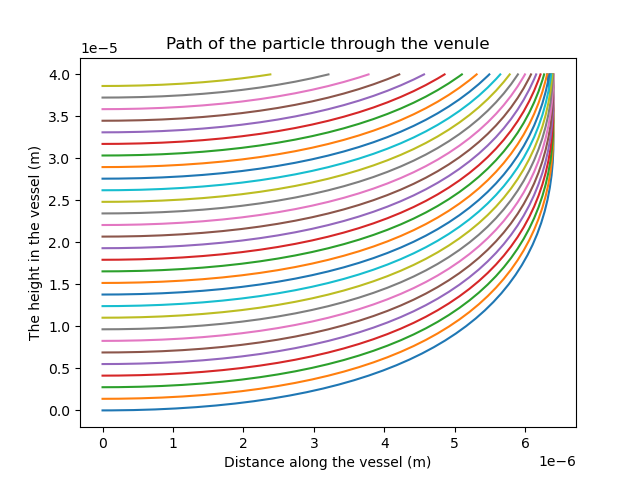 Path of the particle through the venule
1e−5
4.0
3.5
3.0
2.5
2.0
1.5
1.0
0.5
0.0
The height in the vessel (m)
0 1 2 3 4 5 6
Distance along the vessel (m)
1e−6